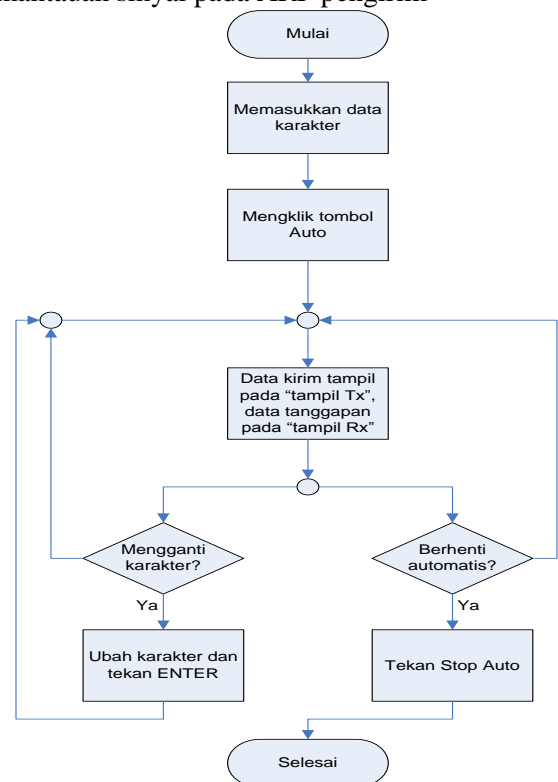 Mulai
Memasukkan data
karakter
Mengklik tombol
Auto
Data kirim tampil
pada “tampil Tx”,
data tanggapan
pada “tampil Rx”
Mengganti
karakter?
Berhenti
automatis?
Ya
Ya
Ubah karakter dan
tekan ENTER
Tekan Stop Auto
Selesai